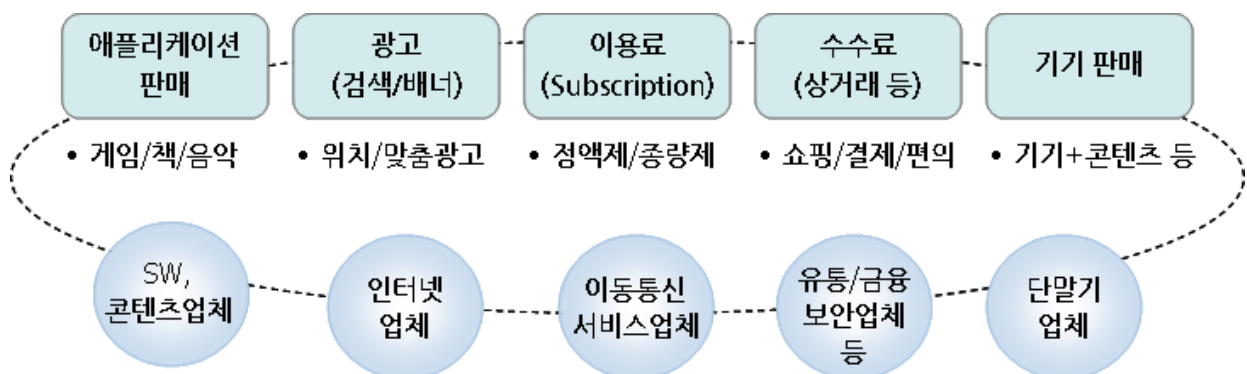 애플리케이션
판매
광고
(검색/배너)
이용료
(Subscription)
수수료
(상거래 등)
기기 판매
• 게임/책/음악
• 위치/맞춤광고
• 정액제/종량제
• 쇼핑/결제/편의
• 기기+콘텐츠 등
SW,
콘텐츠업체
인터넷
업체
이동통신
서비스업체
유통/금융
보안업체
등
단말기
업체